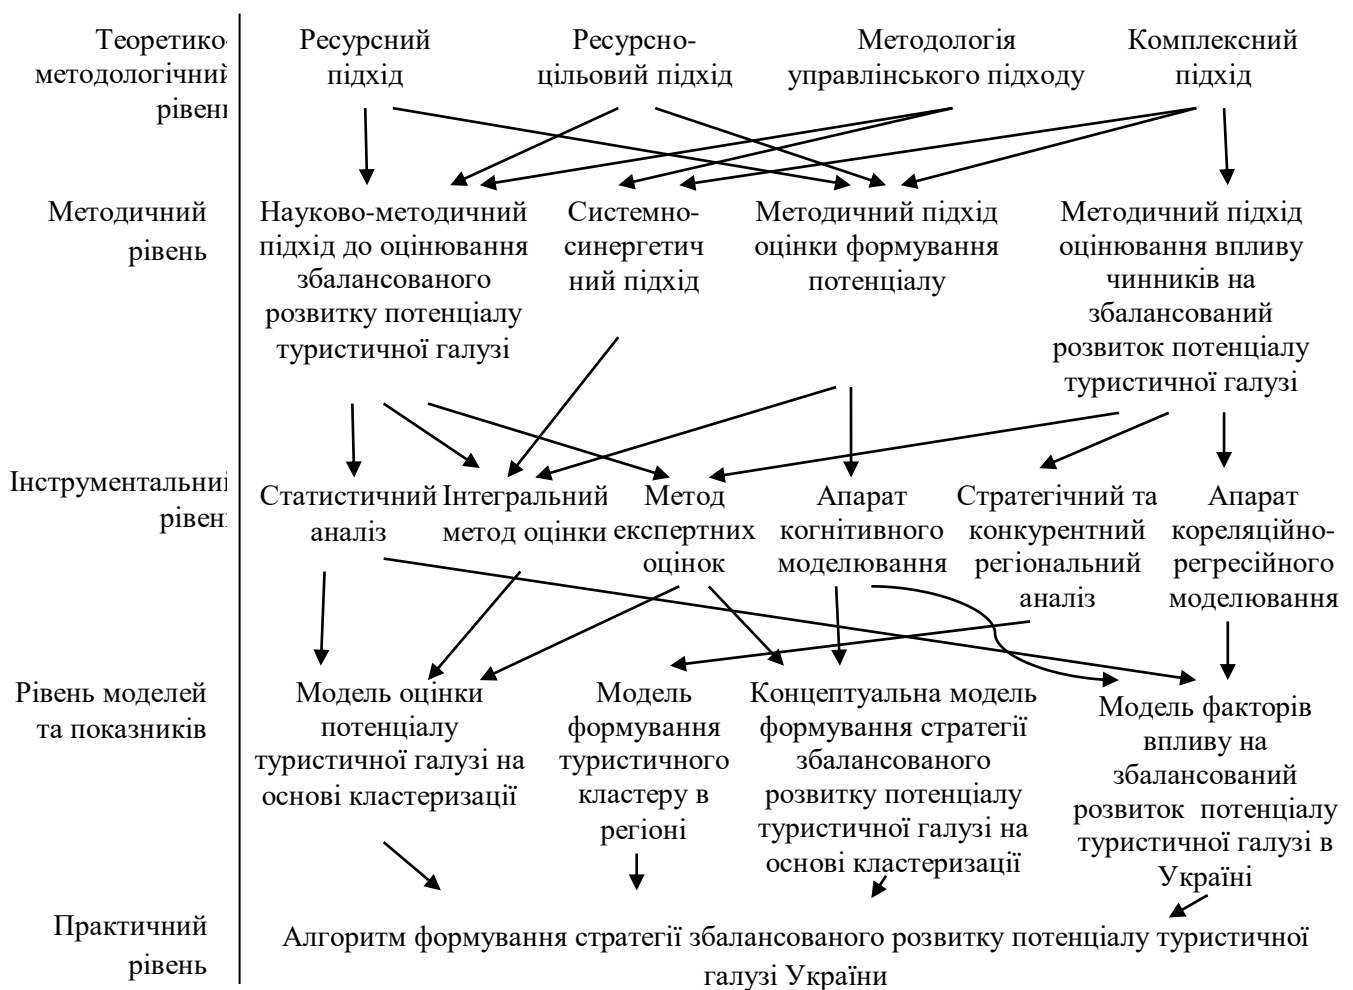 Теоретико-
методологічний
рівень
Ресурсний
підхід
Ресурсно-
цільовий підхід
Методологія
управлінського підходу
Комплексний
підхід
Методичний
рівень
Науково-методичний
підхід до оцінювання
збалансованого
розвитку потенціалу
туристичної галузі
Системно-
синергетич
ний підхід
Методичний підхід
оцінки формування
потенціалу
Методичний підхід
оцінювання впливу
чинників на
збалансований
розвиток потенціалу
туристичної галузі
Інструментальний
рівень
Статистичний
аналіз
Інтегральний
метод оцінки
Метод
експертних
оцінок
Апарат
когнітивного
моделювання
Стратегічний та
конкурентний
регіональний
аналіз
Апарат
кореляційно-
регресійного
моделювання
Рівень моделей
та показників
Модель оцінки
потенціалу
туристичної галузі на
основі кластеризації
Модель
формування
туристичного
кластеру в
регіоні
Концептуальна модель
формування стратегії
збалансованого
розвитку потенціалу
туристичної галузі на
основі кластеризації
Модель факторів
впливу на
збалансований
розвиток потенціалу
туристичної галузі в
Україні
Практичний
рівень
Алгоритм формування стратегії збалансованого розвитку потенціалу туристичної
галузі України